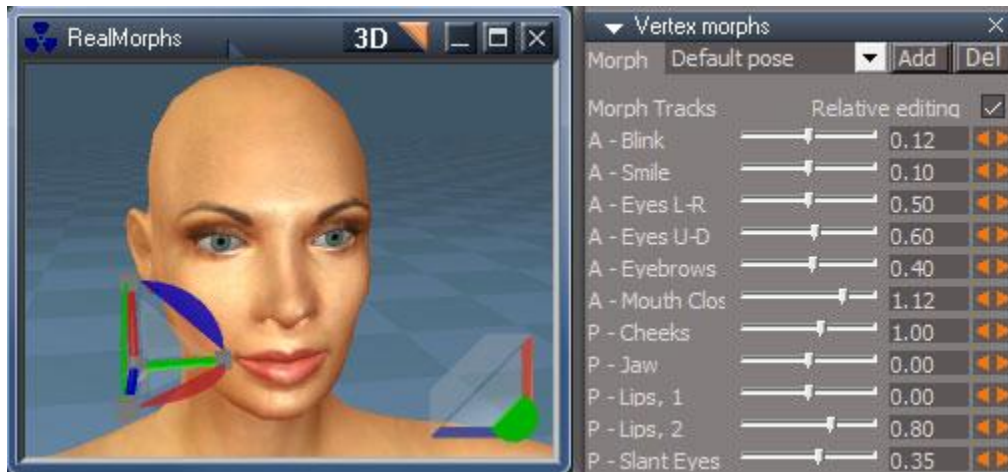 RealMorphs 3D
Vertex morphs
Morph Default pose Add Del
Morph Tracks Relative editing
A - Blink 0.12
A - Smile 0.10
A - Eyes L-R 0.50
A - Eyes U-D 0.60
A - Eyebrows 0.40
A - Mouth Clos 1.12
P - Cheeks 1.00
P - Jaw 0.00
P - Lips, 1 0.00
P - Lips, 2 0.80
P - Slant Eyes 0.35